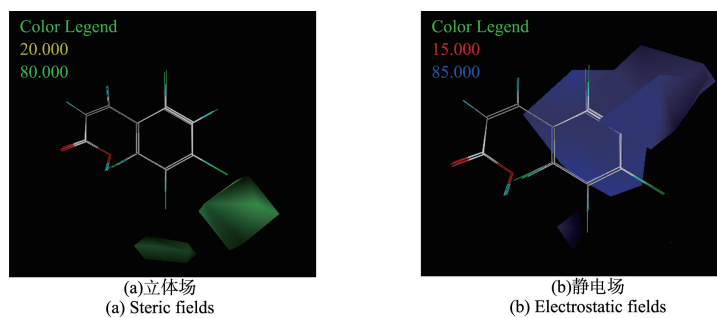 Color Legend
20.000
80.000
Color Legend
15.000
85.000
(a)立体场
(a) Steric fields
(b)静电场
(b) Electrostatic fields